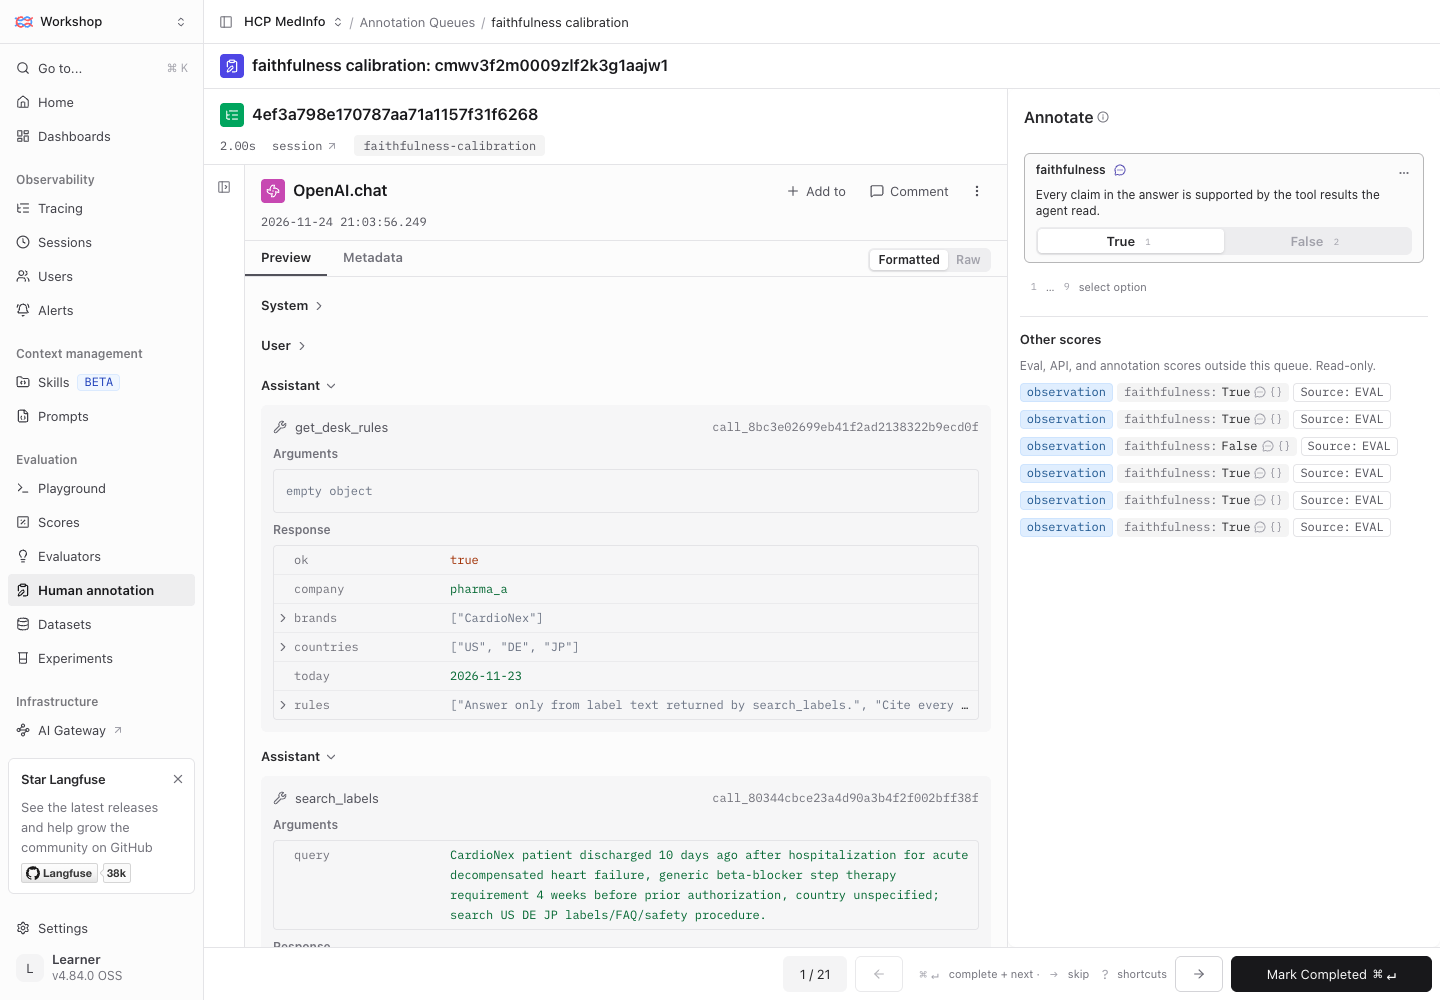 Workshop
Go to...
⌘ K
Home
Dashboards
Observability
Tracing
Sessions
Users
Alerts
Context management
Skills BETA
Prompts
Evaluation
Playground
Scores
Evaluators
Human annotation
Datasets
Experiments
Infrastructure
AI Gateway
Star Langfuse
See the latest releases
and help grow the
community on GitHub
Langfuse 38k
Settings
L
Learner
v4.84.0 OSS
HCP MedInfo / Annotation Queues / faithfulness calibration
faithfulness calibration: cmwv3f2m0009zlf2k3g1aajw1
4ef3a798e170787aa71a1157f31f6268
2.00s session faithfulness-calibration
OpenAI.chat
Add to
Comment
2026-11-24 21:03:56.249
Preview
Metadata
Formatted
Raw
System
User
Assistant
get_desk_rules
call_8bc3e02699eb41f2ad2138322b9ecd0f
Arguments
empty object
Response
ok true
company pharma_a
brands ["CardioNex"]
countries ["US", "DE", "JP"]
today 2026-11-23
rules ["Answer only from label text returned by search_labels.", "Cite every …
Assistant
search_labels
call_80344cbce23a4d90a3b4f2f002bff38f
Arguments
query CardioNex patient discharged 10 days ago after hospitalization for acute
decompensated heart failure, generic beta-blocker step therapy
requirement 4 weeks before prior authorization, country unspecified;
search US DE JP labels/FAQ/safety procedure.
Response
Annotate
faithfulness
...
Every claim in the answer is supported by the tool results the
agent read.
True 1
False 2
1 … 9 select option
Other scores
Eval, API, and annotation scores outside this queue. Read-only.
observation faithfulness: True {} Source: EVAL
observation faithfulness: True {} Source: EVAL
observation faithfulness: False {} Source: EVAL
observation faithfulness: True {} Source: EVAL
observation faithfulness: True {} Source: EVAL
observation faithfulness: True {} Source: EVAL
1 / 21
←
⌘ ↵ complete + next · → skip ? shortcuts
→
Mark Completed ⌘ ↵